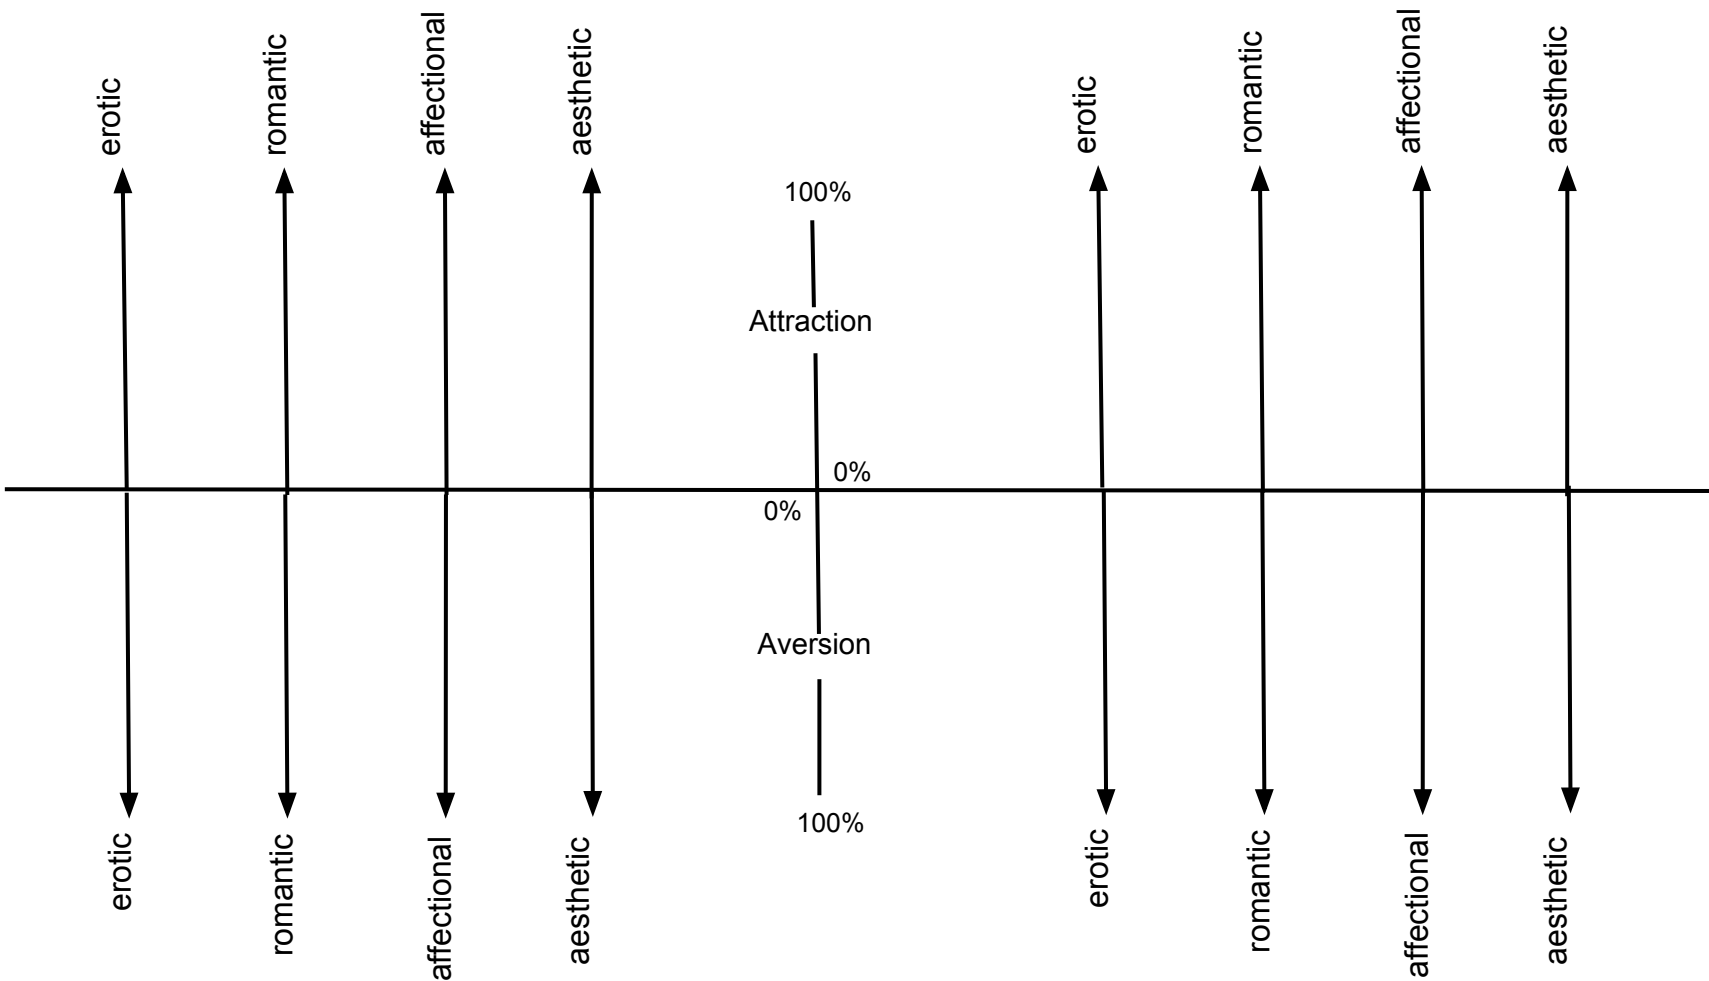 erotic
romantic
affectional
aesthetic
erotic
romantic
affectional
aesthetic
100%
Attraction
0%
0%
Aversion
100%
erotic
romantic
affectional
aesthetic
erotic
romantic
affectional
aesthetic